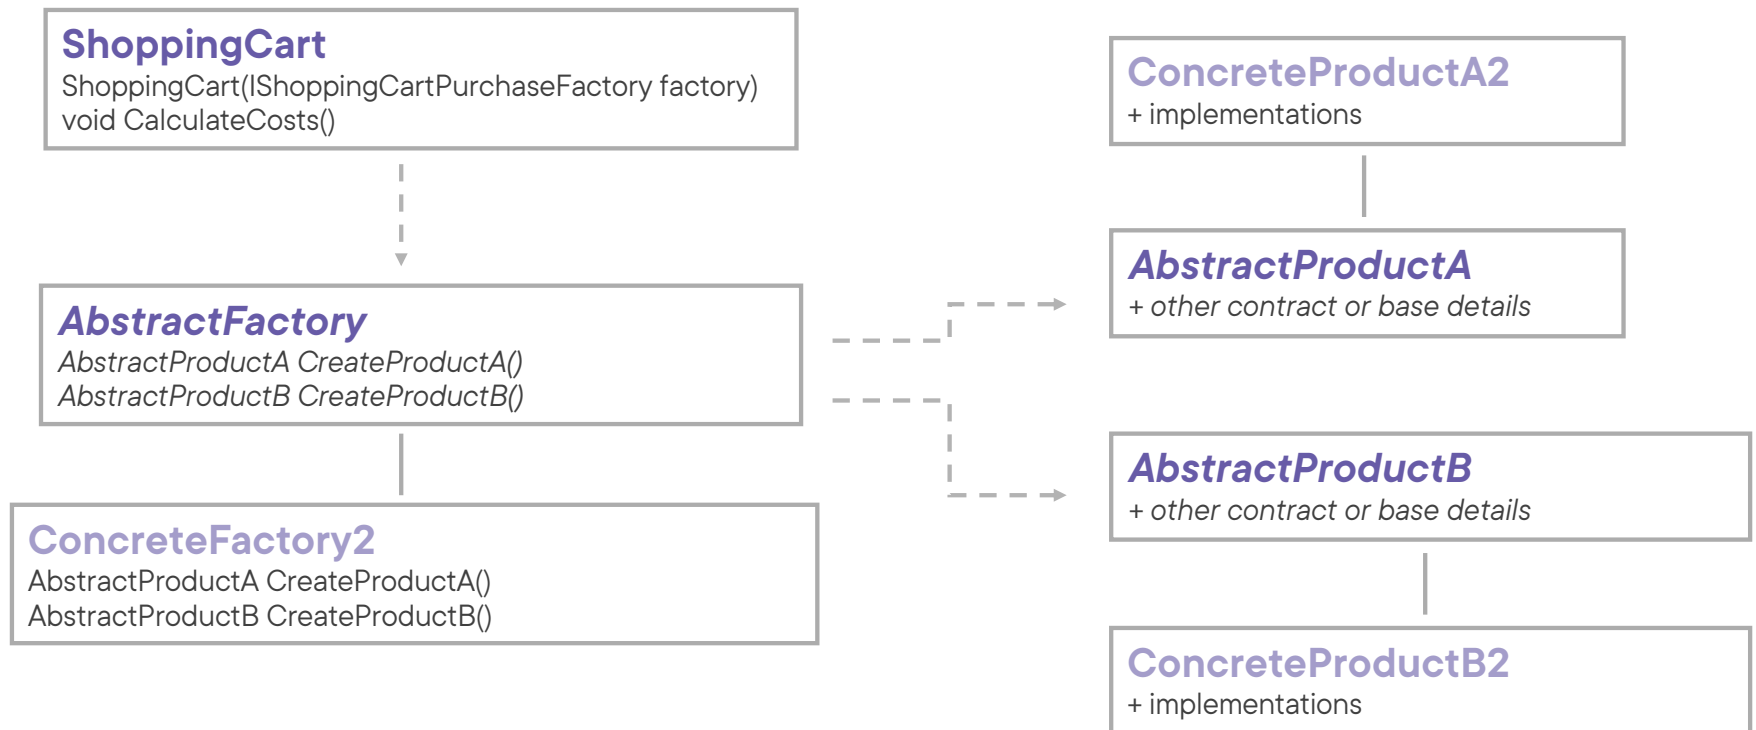 ShoppingCart
ShoppingCart(IShoppingCartPurchaseFactory factory)
void CalculateCosts()
AbstractFactory
AbstractProductA CreateProductA()
AbstractProductB CreateProductB()
ConcreteFactory2
AbstractProductA CreateProductA()
AbstractProductB CreateProductB()
ConcreteProductA2
+ implementations
AbstractProductA
+ other contract or base details
AbstractProductB
+ other contract or base details
ConcreteProductB2
+ implementations